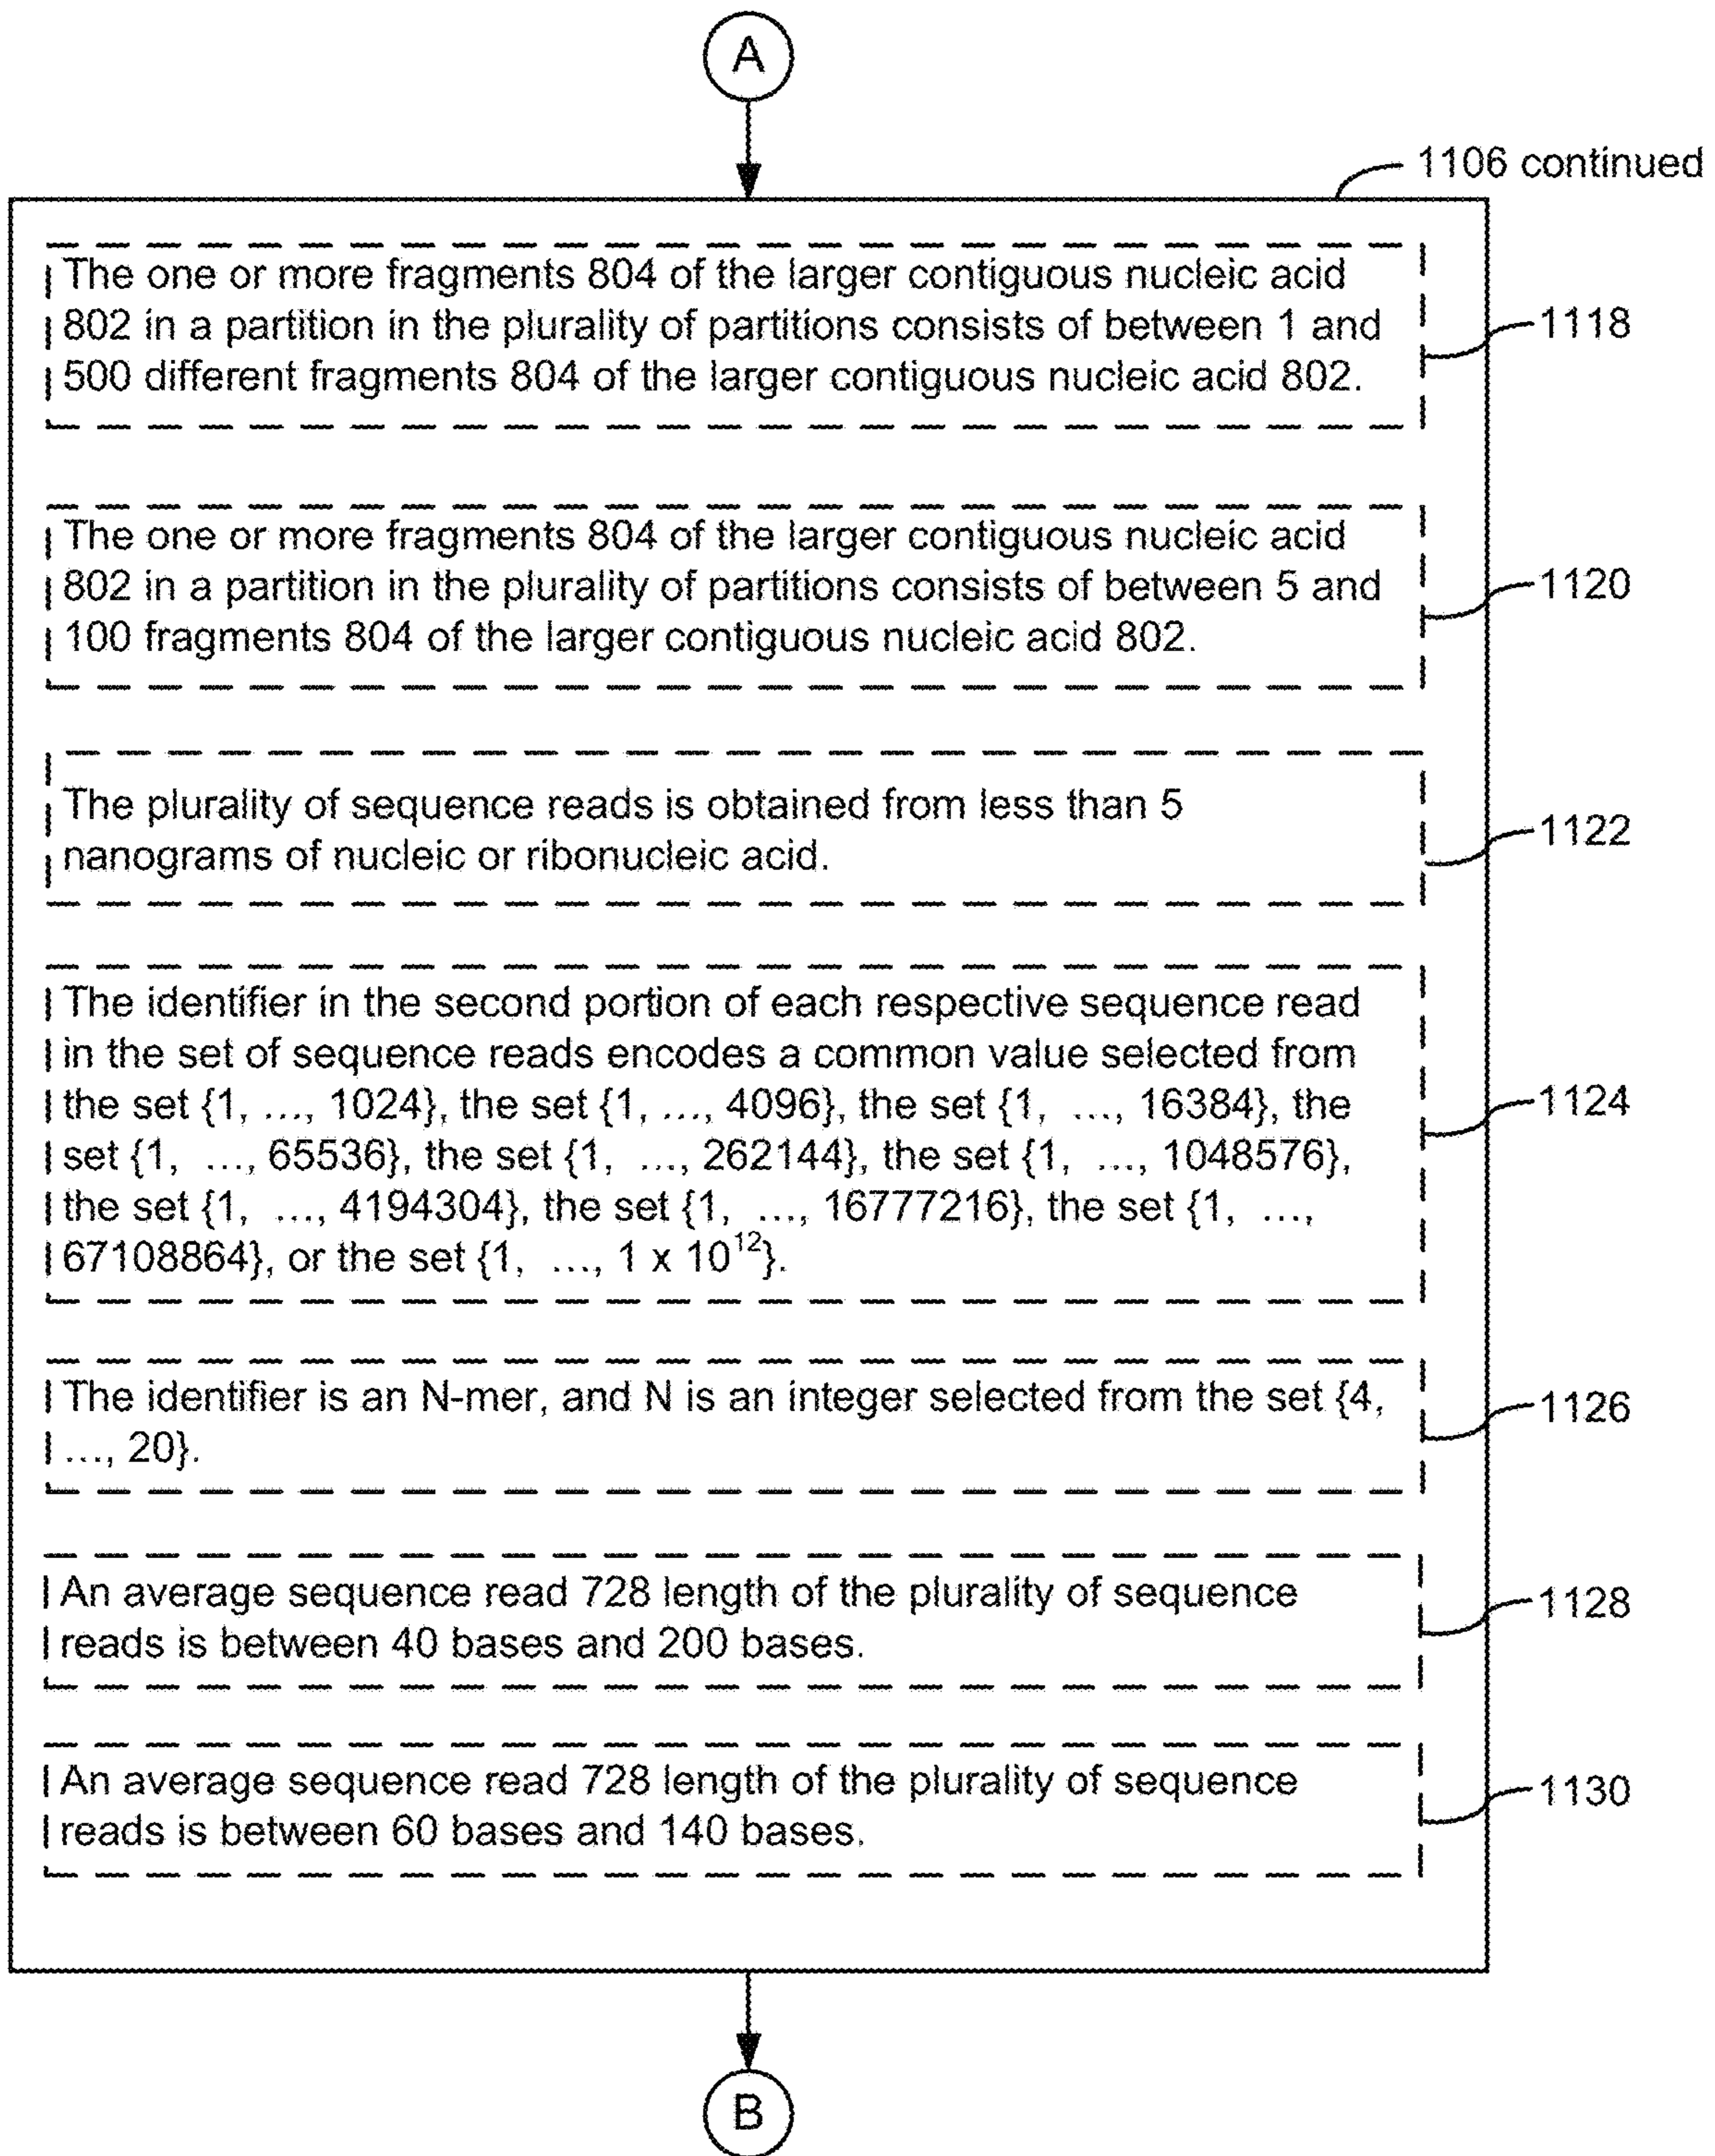 A
1106 continued
The one or more fragments 804 of the larger contiguous nucleic acid
802 in a partition in the plurality of partitions consists of between 1 and
500 different fragments 804 of the larger contiguous nucleic acid 802.
1118
The one or more fragments 804 of the larger contiguous nucleic acid
802 in a partition in the plurality of partitions consists of between 5 and
100 fragments 804 of the larger contiguous nucleic acid 802.
1120
The plurality of sequence reads is obtained from less than 5
nanograms of nucleic or ribonucleic acid.
1122
The identifier in the second portion of each respective sequence read
in the set of sequence reads encodes a common value selected from
the set {1, ..., 1024}, the set {1, ..., 4096}, the set {1, ..., 16384}, the
set {1, ..., 65536}, the set {1, ..., 262144}, the set {1, ..., 1048576},
the set {1, ..., 4194304}, the set {1, ..., 16777216}, the set {1, ...,
67108864}, or the set {1, ..., 1 x 10¹²}.
1124
The identifier is an N-mer, and N is an integer selected from the set {4,
..., 20}.
1126
An average sequence read 728 length of the plurality of sequence
reads is between 40 bases and 200 bases.
1128
An average sequence read 728 length of the plurality of sequence
reads is between 60 bases and 140 bases.
1130
B